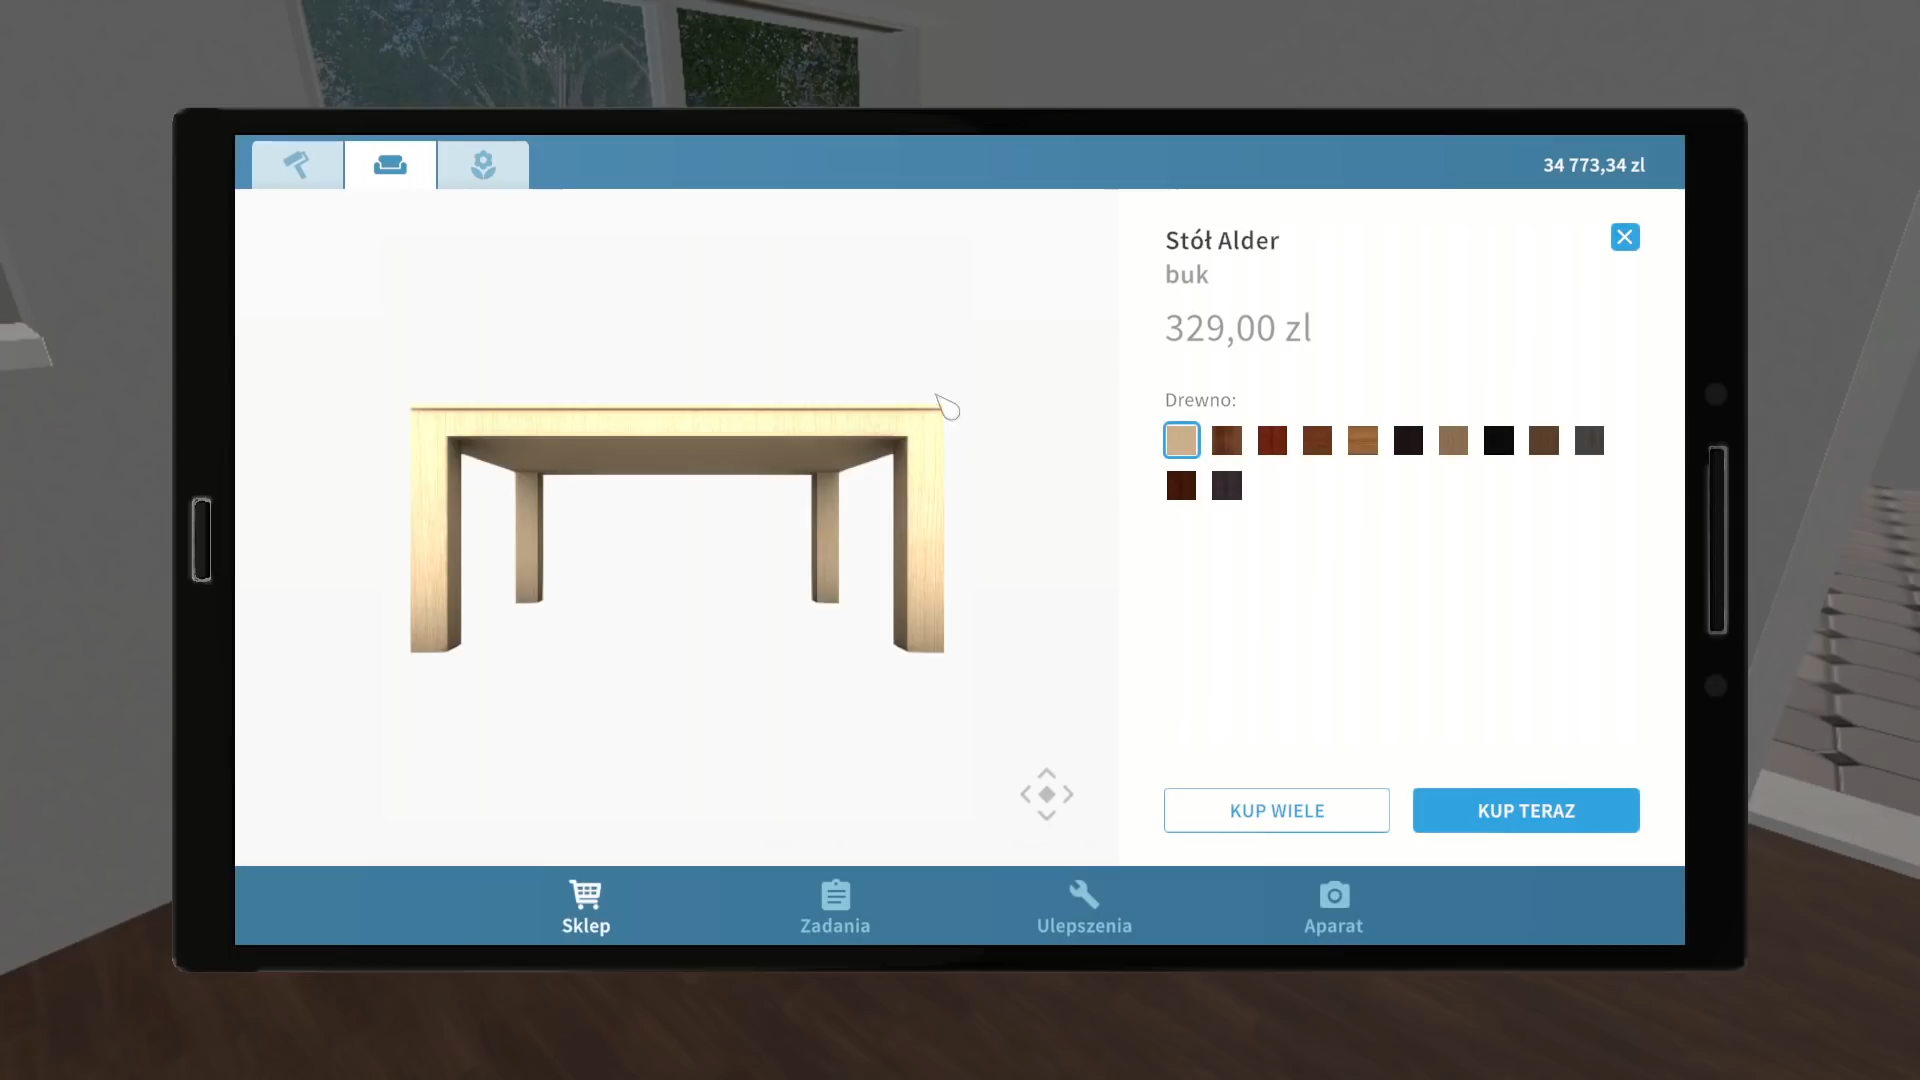 34 773,34 zl
Stół Alder
buk
329,00 zl
Drewno:
KUP WIELE
KUP TERAZ
Sklep
Zadania
Ulepszenia
Aparat